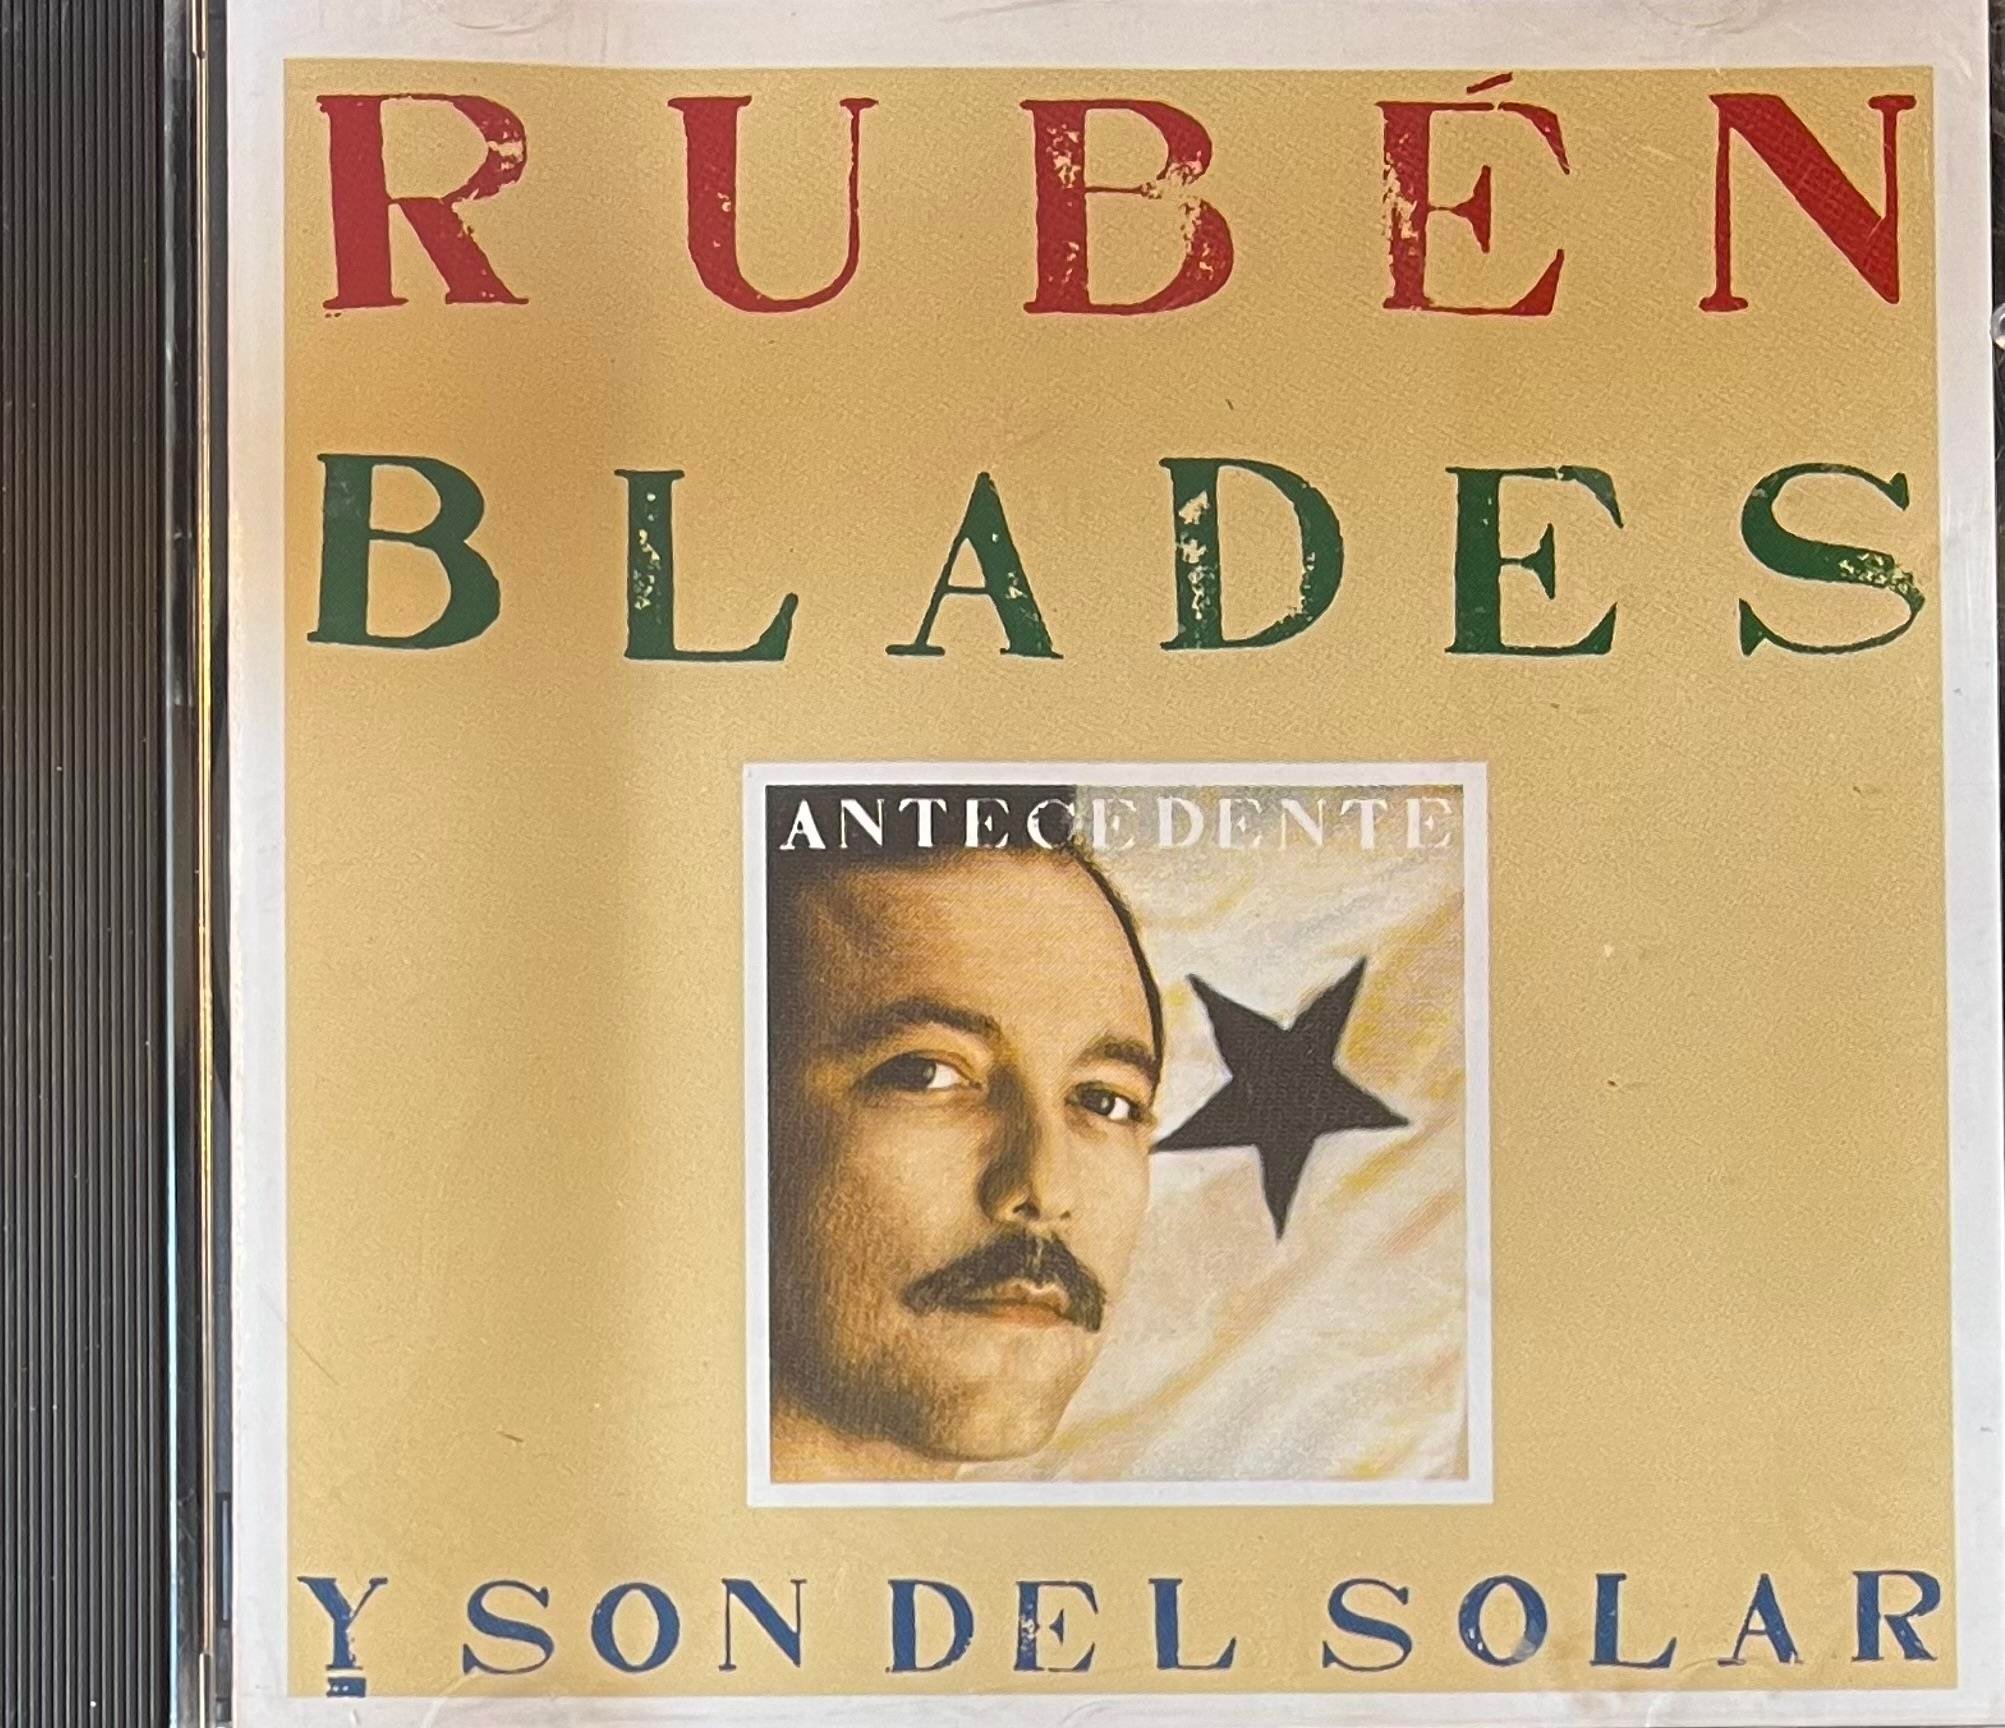 RUBÉN
BLADES
ANTECEDENTE
Y SON DEL SOLAR